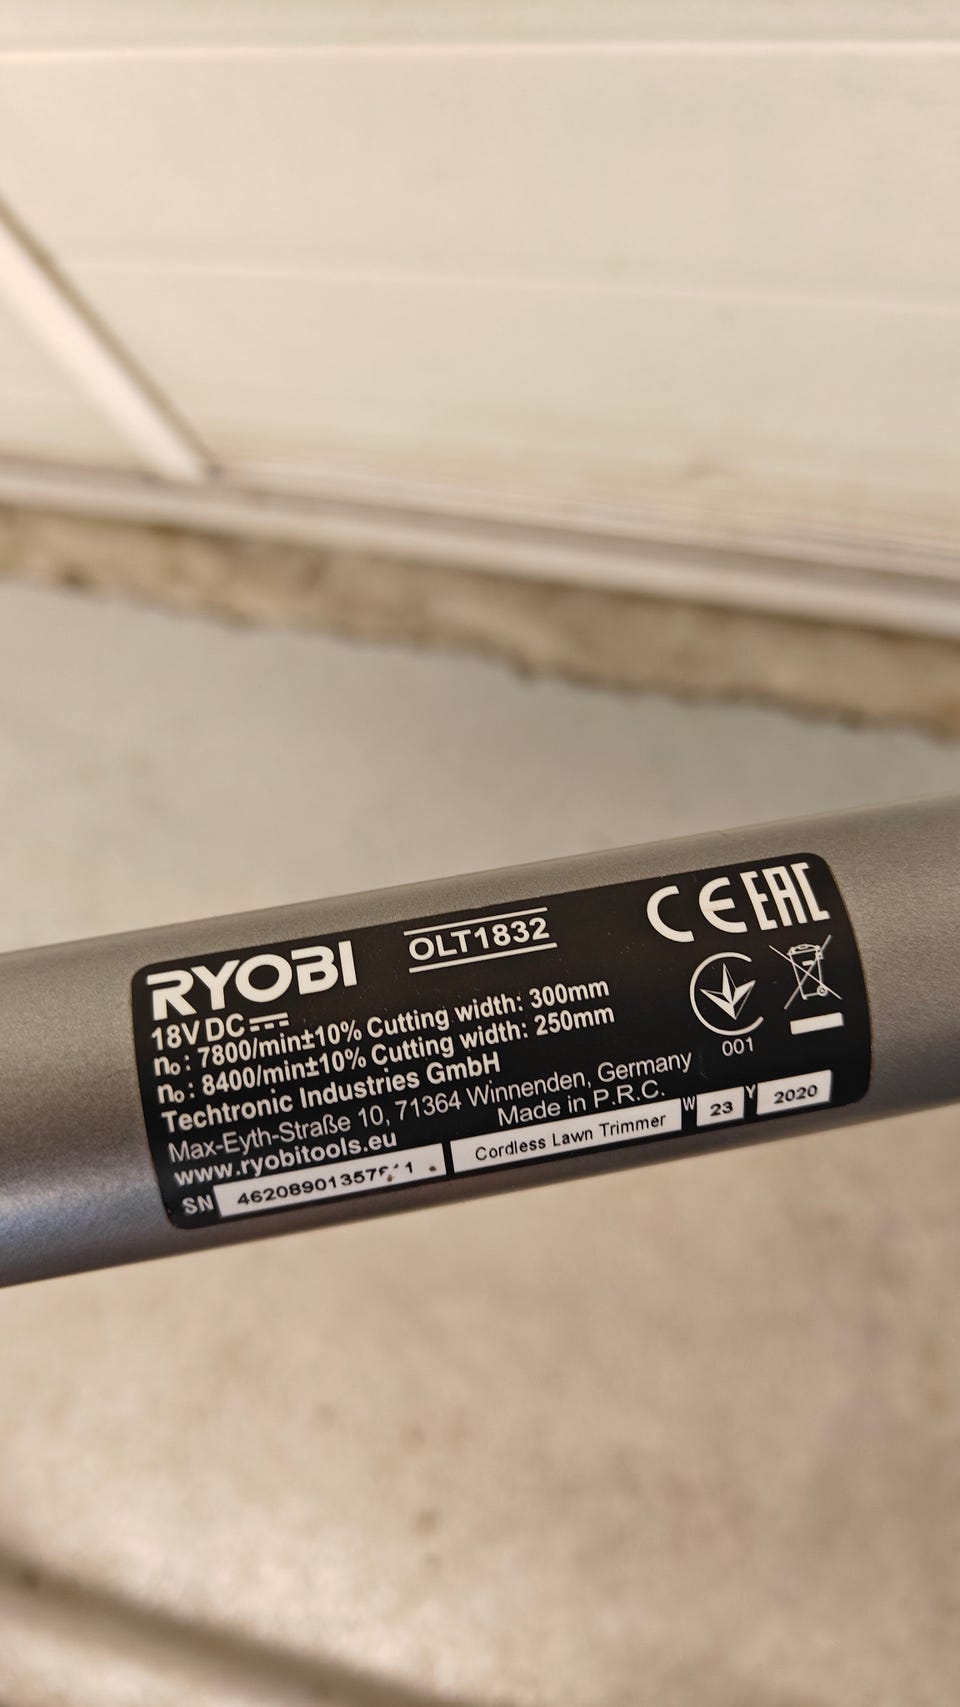 RYOBI OLT1832 CE EAC
18V DC
no: 7800/min±10% Cutting width: 300mm
no: 8400/min±10% Cutting width: 250mm
001
Techtronic Industries GmbH
Max-Eyth-Straße 10, 71364 Winnenden, Germany
www.ryobitools.eu Made in P.R.C.
SN Cordless Lawn Trimmer W 23 Y 2020